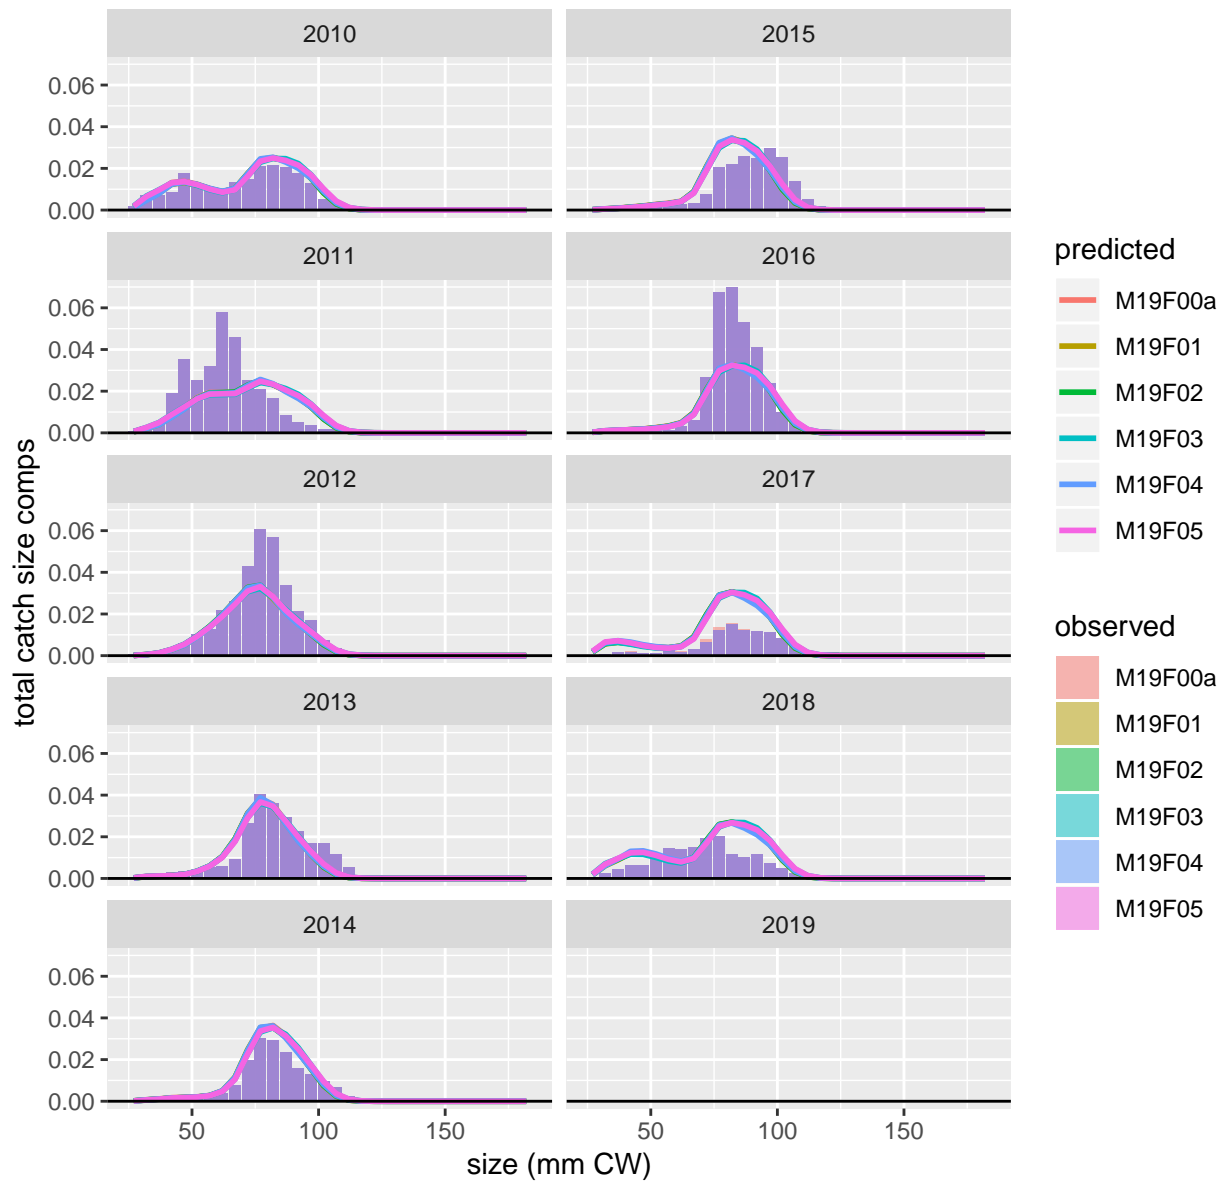 2010
2015
0.06
0.04
0.02
0.00
2011
2016
0.06
0.04
0.02
0.00
2012
2017
0.06
0.04
0.02
0.00
2013
2018
0.06
0.04
0.02
0.00
2014
2019
0.06
0.04
0.02
0.00
50
100
150
50
100
150
size (mm CW)
total catch size comps
predicted
M19F00a
M19F01
M19F02
M19F03
M19F04
M19F05
observed
M19F00a
M19F01
M19F02
M19F03
M19F04
M19F05